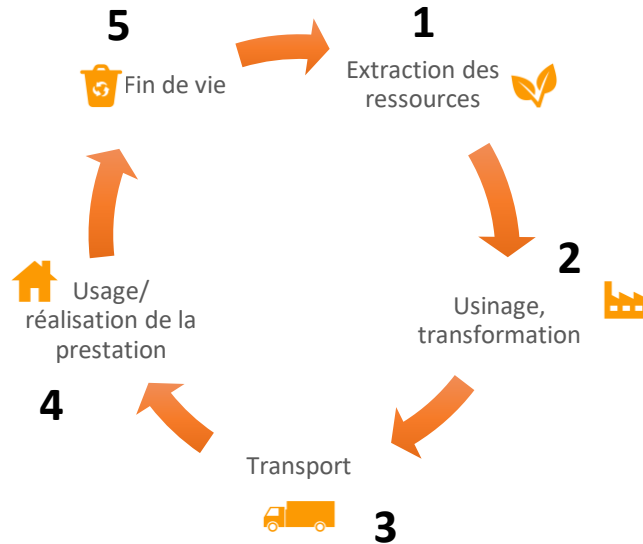 1
Extraction des
ressources
2
Usinage,
transformation
Transport
3
Usage/
réalisation de la
prestation
4
5
Fin de vie